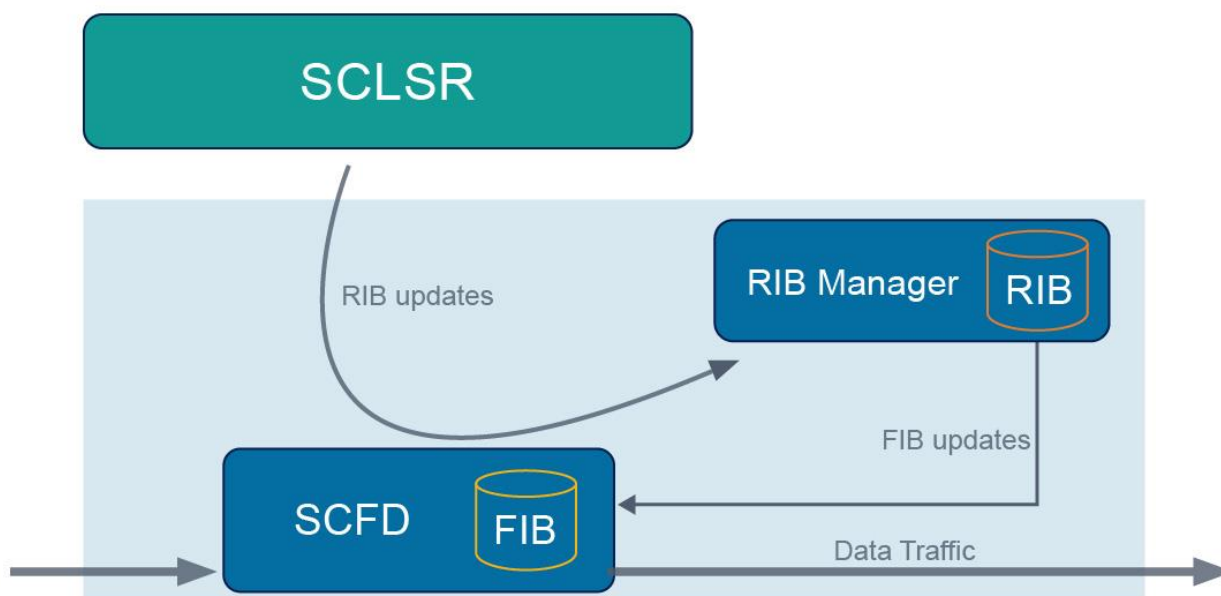 SCLSR
RIB updates
RIB Manager
RIB
FIB updates
SCFD
FIB
Data Traffic